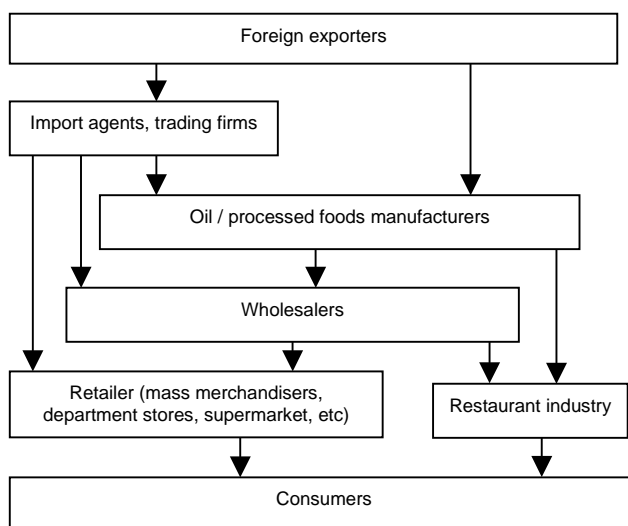 Foreign exporters
Import agents, trading firms
Oil / processed foods manufacturers
Wholesalers
Retailer (mass merchandisers,
department stores, supermarket, etc)
Restaurant industry
Consumers